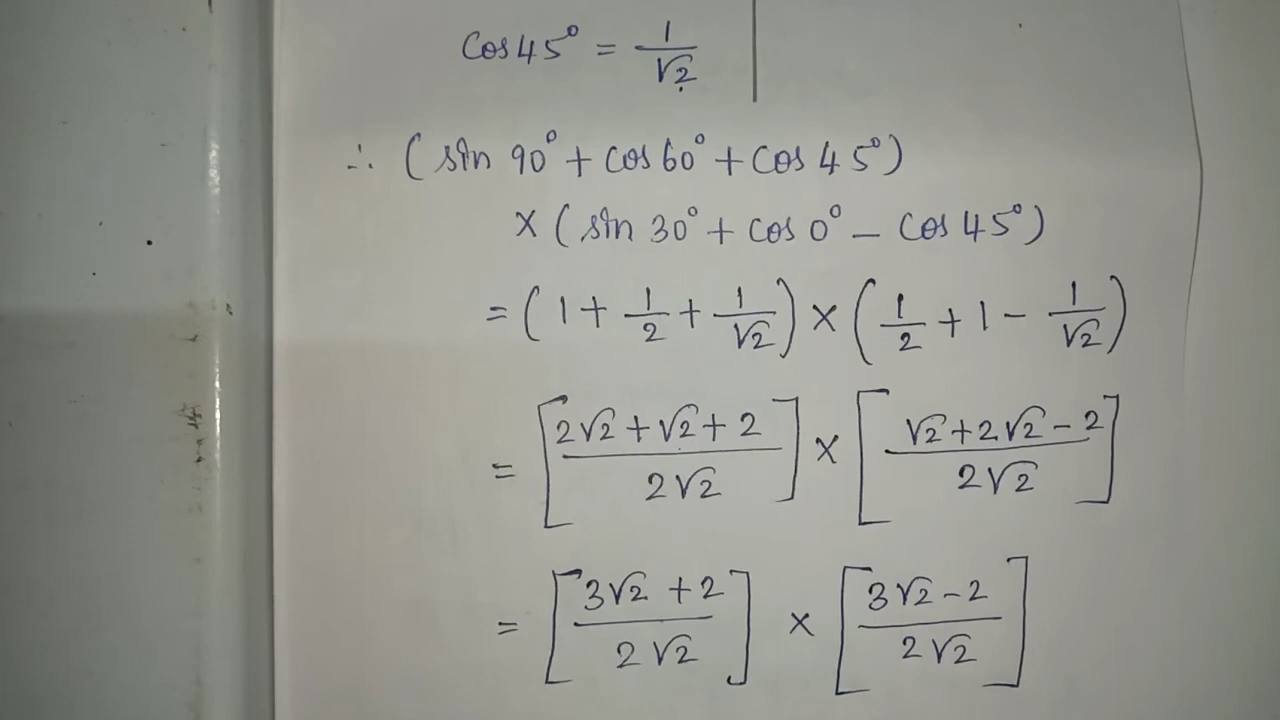 Cos 45° = 1/√2
∴ (sin 90° + cos 60° + cos 45°)
× (sin 30° + cos 0° – cos 45°)
= (1 + 1/2 + 1/√2) × (1/2 + 1 - 1/√2)
= [2√2 + √2 + 2 / 2√2] × [√2 + 2√2 - 2 / 2√2]
= [3√2 + 2 / 2√2] × [3√2 - 2 / 2√2]